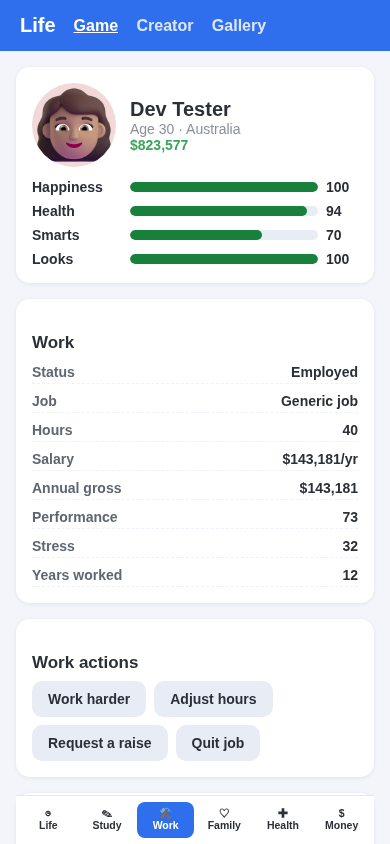 Life Game Creator Gallery
Dev Tester
Age 30 · Australia
$823,577
Happiness 100
Health 94
Smarts 70
Looks 100
Work
Status Employed
Job Generic job
Hours 40
Salary $143,181/yr
Annual gross $143,181
Performance 73
Stress 32
Years worked 12
Work actions
Work harder Adjust hours
Request a raise Quit job
Life Study Work Family Health $ Money